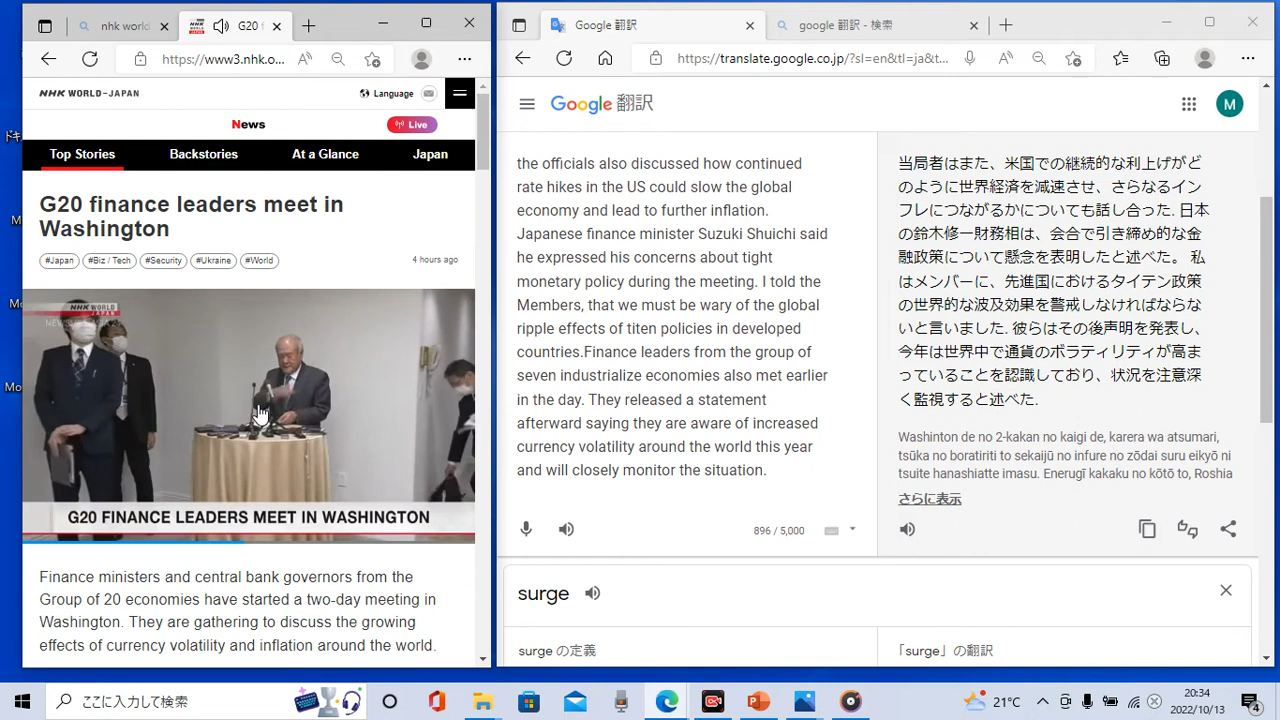 nhk world
G20 f
https://www3.nhk.o...
NHK WORLD-JAPAN
Language
News
Live
Top Stories
Backstories
At a Glance
Japan
G20 finance leaders meet in
Washington
#Japan
#Biz / Tech
#Security
#Ukraine
#World
4 hours ago
NHK WORLD
JAPAN
G20 FINANCE LEADERS MEET IN WASHINGTON
Finance ministers and central bank governors from the
Group of 20 economies have started a two-day meeting in
Washington. They are gathering to discuss the growing
effects of currency volatility and inflation around the world.
Google 翻訳
google 翻訳 - 検索
https://translate.google.co.jp/?sl=en&tl=ja&t...
Google 翻訳
M
the officials also discussed how continued
rate hikes in the US could slow the global
economy and lead to further inflation.
Japanese finance minister Suzuki Shuichi said
he expressed his concerns about tight
monetary policy during the meeting. I told the
Members, that we must be wary of the global
ripple effects of titen policies in developed
countries.Finance leaders from the group of
seven industrialize economies also met earlier
in the day. They released a statement
afterward saying they are aware of increased
currency volatility around the world this year
and will closely monitor the situation.
896 / 5,000
当局者はまた、米国での継続的な利上げがど
のように世界経済を減速させ、さらなるイン
フレにつながるかについても話し合った. 日本
の鈴木修一財務相は、会合で引き締め的な金
融政策について懸念を表明したと述べた。 私
はメンバーに、先進国におけるタイテン政策
の世界的な波及効果を警戒しなければならな
いと言いました. 彼らはその後声明を発表し、
今年は世界中で通貨のボラティリティが高ま
っていることを認識しており、状況を注意深
く監視すると述べた.
Washinton de no 2-kakan no kaigi de, karera wa atsumari,
tsūka no boratiriti to sekaijū no infure no zōdai suru eikyō ni
tsuite hanashiatte imasu. Enerugī kakaku no kōtō to, Roshia
さらに表示
surge
surge の定義
「surge」の翻訳
ここに入力して検索
21°C
20:34
2022/10/13
4